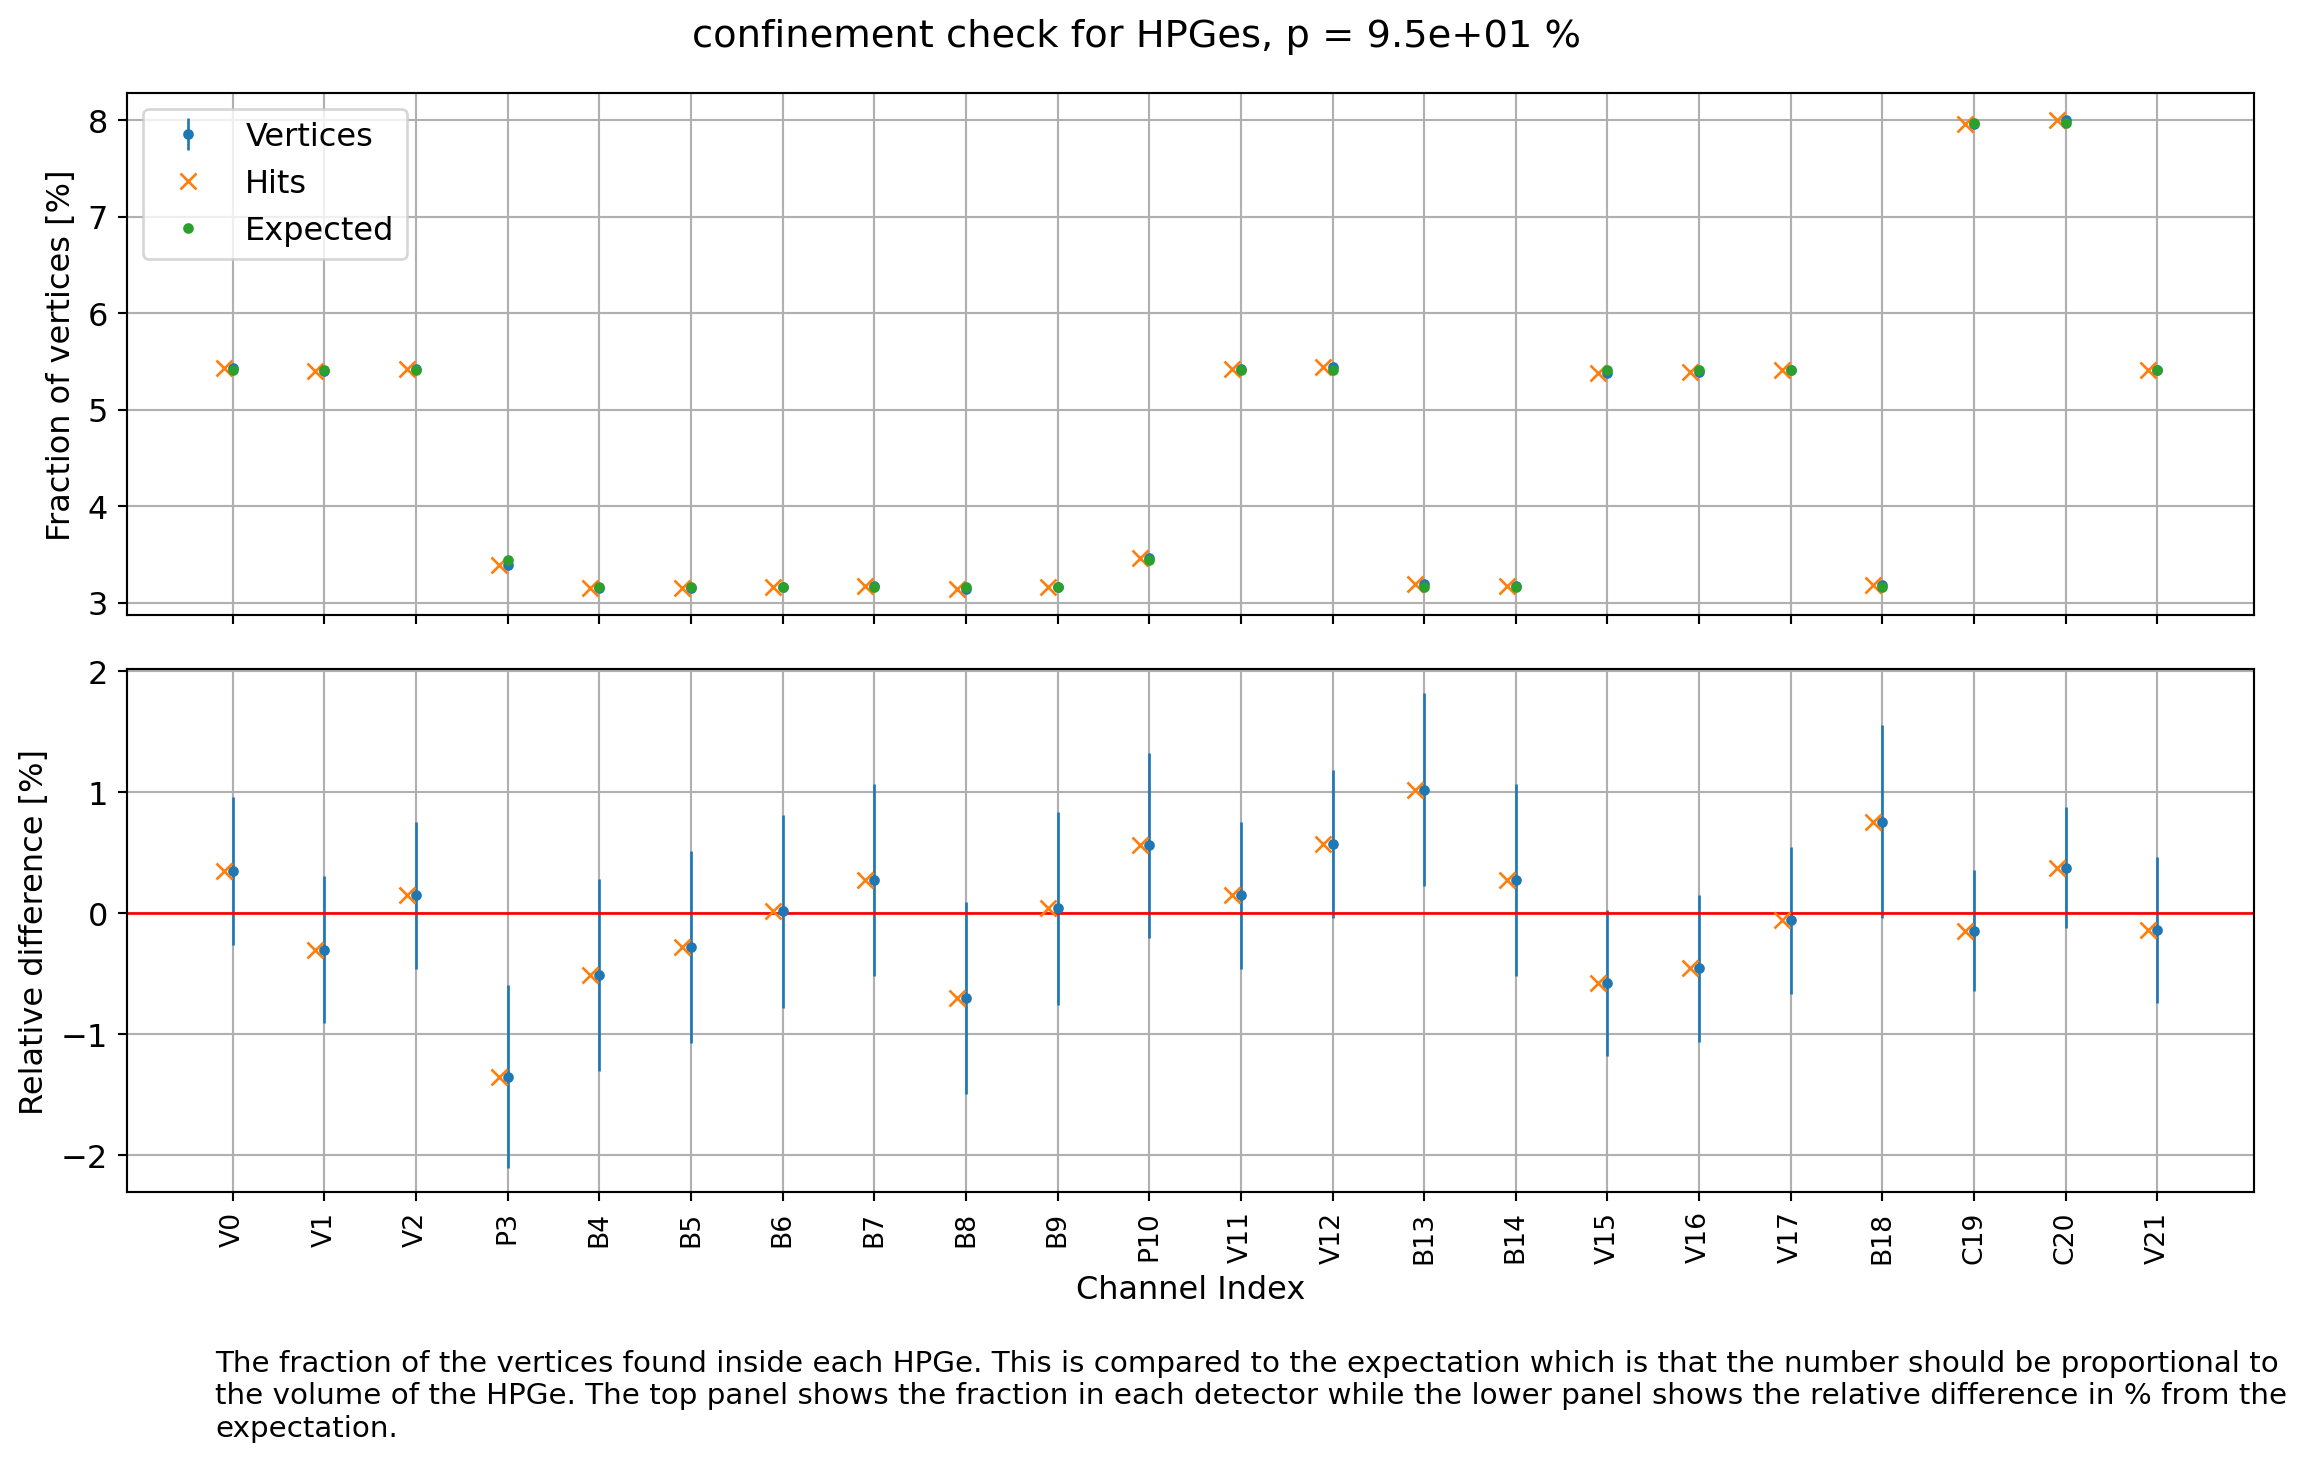 confinement check for HPGes, p = 9.5e+01 %
Fraction of vertices [%]
8
7
6
5
4
3
Vertices
Hits
Expected
Relative difference [%]
2
1
0
−1
−2
V0 V1 V2 P3 B4 B5 B6 B7 B8 B9 P10 V11 V12 B13 B14 V15 V16 V17 B18 C19 C20 V21
Channel Index
The fraction of the vertices found inside each HPGe. This is compared to the expectation which is that the number should be proportional to
the volume of the HPGe. The top panel shows the fraction in each detector while the lower panel shows the relative difference in % from the
expectation.